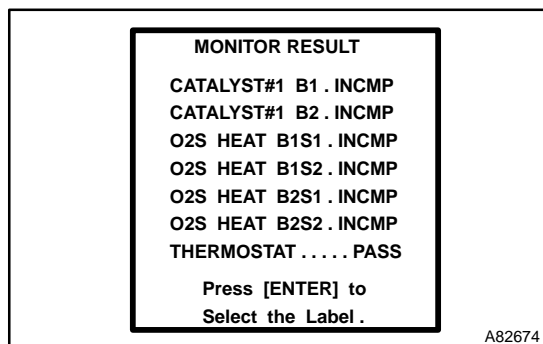 MONITOR RESULT
CATALYST#1 B1 . INCMP
CATALYST#1 B2 . INCMP
O2S HEAT B1S1 . INCMP
O2S HEAT B1S2 . INCMP
O2S HEAT B2S1 . INCMP
O2S HEAT B2S2 . INCMP
THERMOSTAT . . . . . PASS
Press [ENTER] to
Select the Label .
A82674